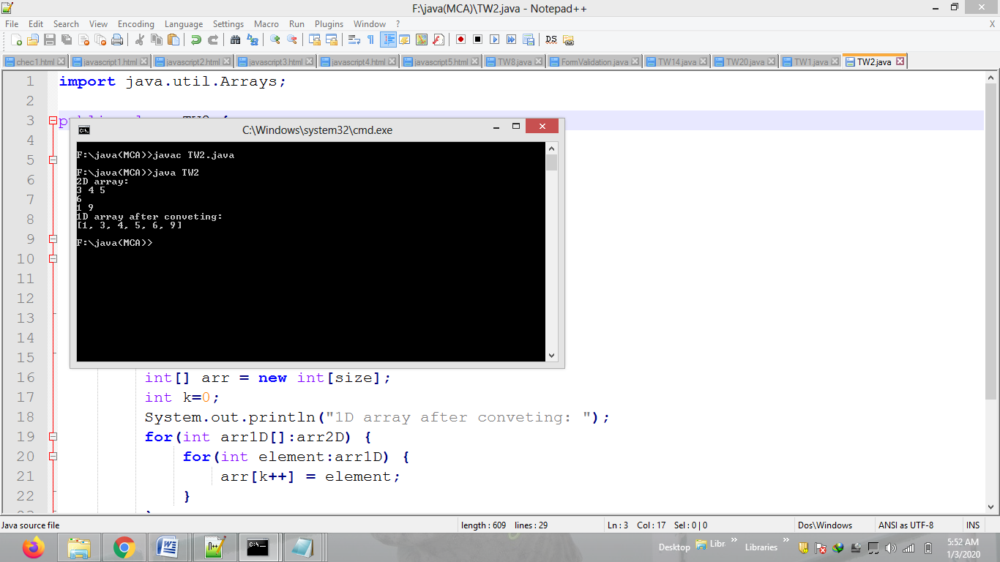 F:\java(MCA)\TW2.java - Notepad++
File Edit Search View Encoding Language Settings Macro Run Plugins Window ? X
chec1.html javascript1.html javascript2.html javascript3.html javascript4.html javascript5.html TW8.java FormValidation.java TW14.java TW20.java TW1.java TW2.java
1 import java.util.Arrays;
2
3
4
5
6
7
8
9
10
11
12
13
14
15
C:\Windows\system32\cmd.exe
F:\java(MCA)>javac TW2.java
F:\java(MCA)>java TW2
2D array:
3 4 5
6
1 9
1D array after conveting:
[1, 3, 4, 5, 6, 9]
F:\java(MCA)>
16 int[] arr = new int[size];
17 int k=0;
18 System.out.println("1D array after conveting: ");
19 for(int arr1D[]:arr2D) {
20 for(int element:arr1D) {
21 arr[k++] = element;
22 }
Java source file length : 609 lines : 29 Ln : 3 Col : 17 Sel : 0 | 0 Dos\Windows ANSI as UTF-8 INS
Desktop Libr Libraries 5:52 AM
1/3/2020